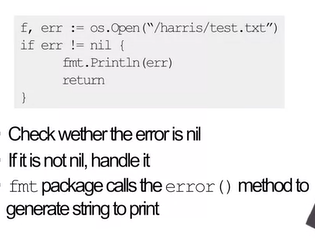 f, err := os.Open(“/harris/test.txt”)
if err != nil {
fmt.Println(err)
return
}
Check wether the error is nil
If it is not nil, handle it
fmt package calls the error() method to
generate string to print